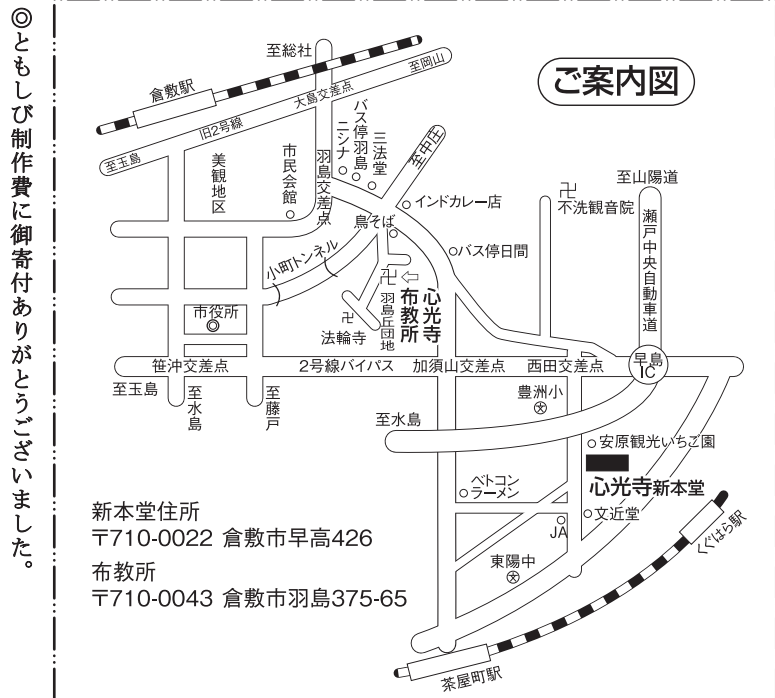 ◎ともしび制作費に御寄付ありがとうございました。
ご案内図
至総社
至岡山
倉敷駅
大島交差点
旧2号線
至玉島
美観地区
市民会館
羽島交差点
ニシナ
バス停羽島
三法堂
至中庄
インドカレー店
鳥そば
バス停日間
不洗観音院
至山陽道
瀬戸中央自動車道
小町トンネル
市役所
法輪寺
羽島丘団地
心光寺
布教所
笹沖交差点
2号線バイパス
加須山交差点
西田交差点
早島
IC
至玉島
至水島
至藤戸
至水島
豊洲小
安原観光いちご園
心光寺新本堂
文近堂
ベトコン
ラーメン
JA
東陽中
くぐはら駅
茶屋町駅
新本堂住所
〒710-0022 倉敷市早高426
布教所
〒710-0043 倉敷市羽島375-65